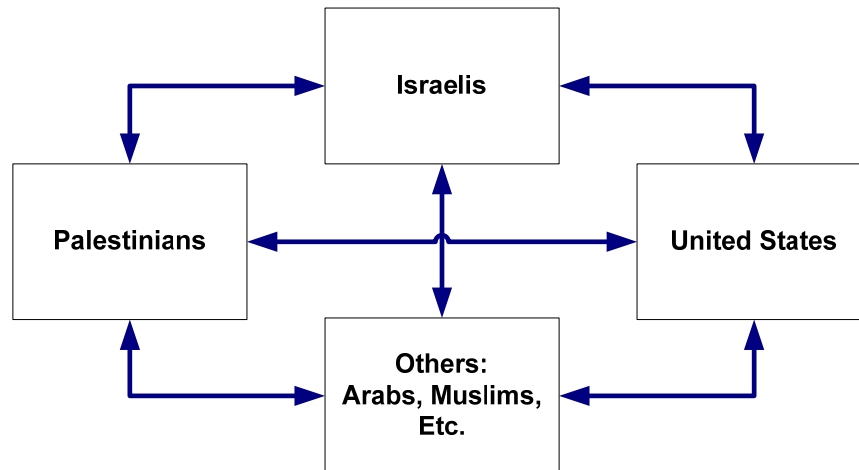 Israelis
Palestinians
United States
Others:
Arabs, Muslims,
Etc.